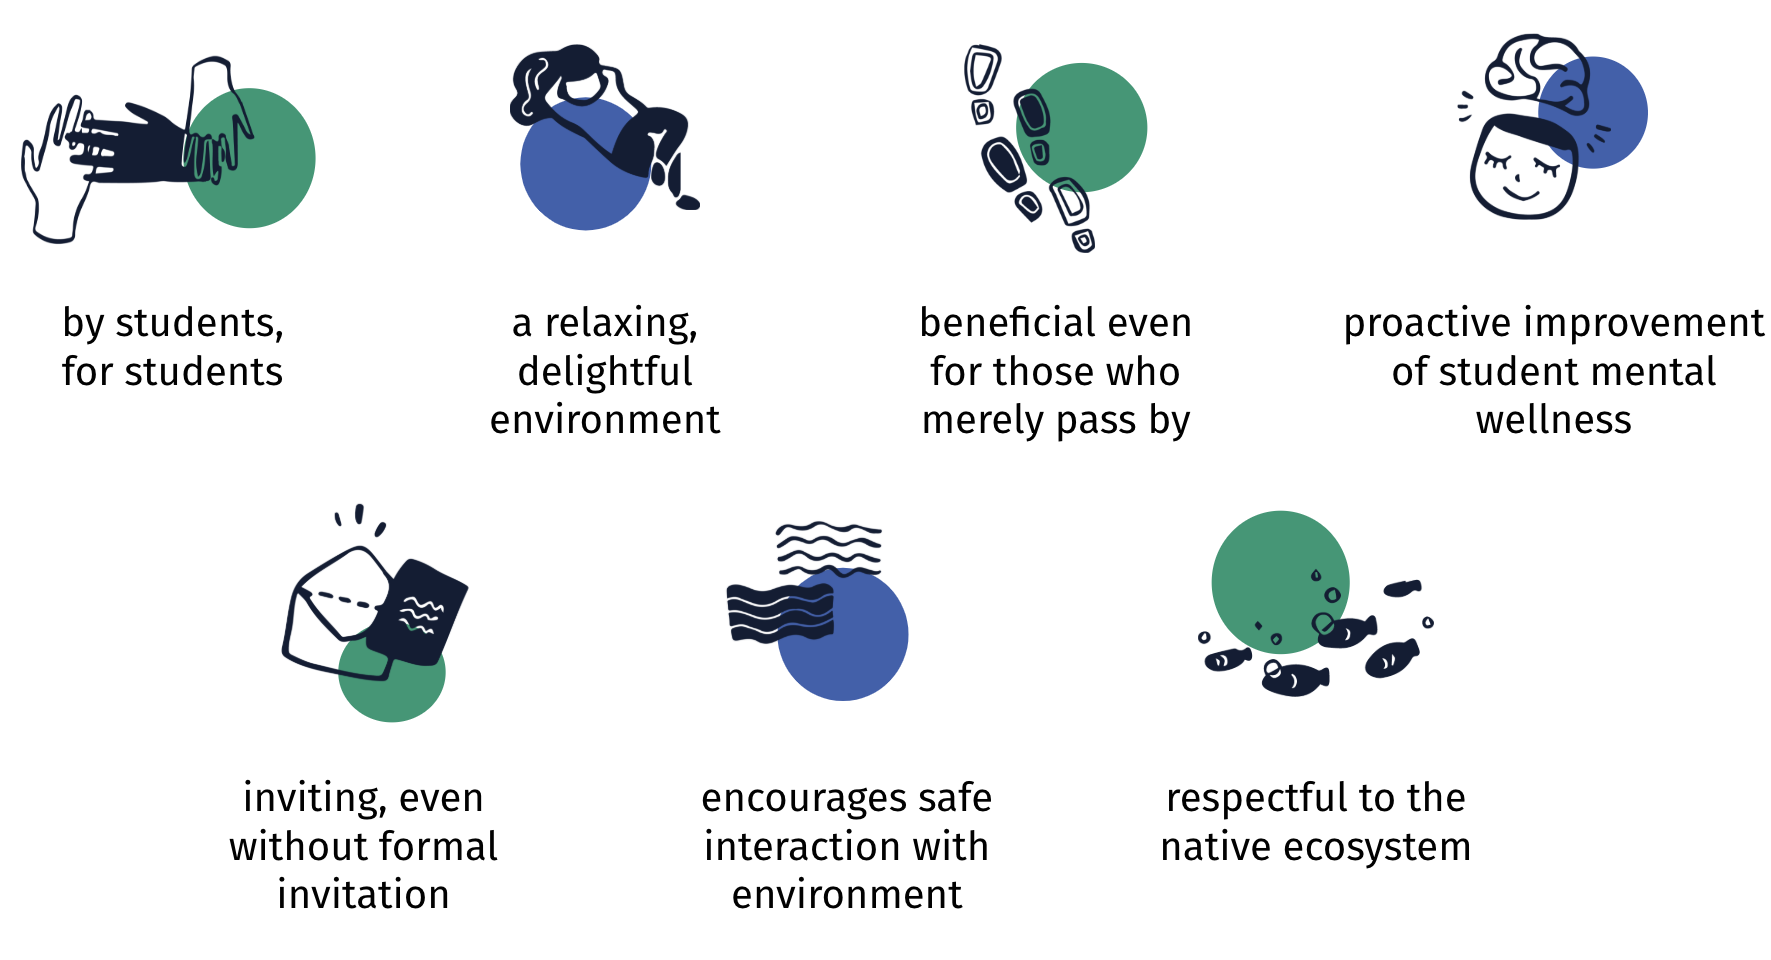 by students,
for students
a relaxing,
delightful
environment
beneficial even
for those who
merely pass by
proactive improvement
of student mental
wellness
inviting, even
without formal
invitation
encourages safe
interaction with
environment
respectful to the
native ecosystem